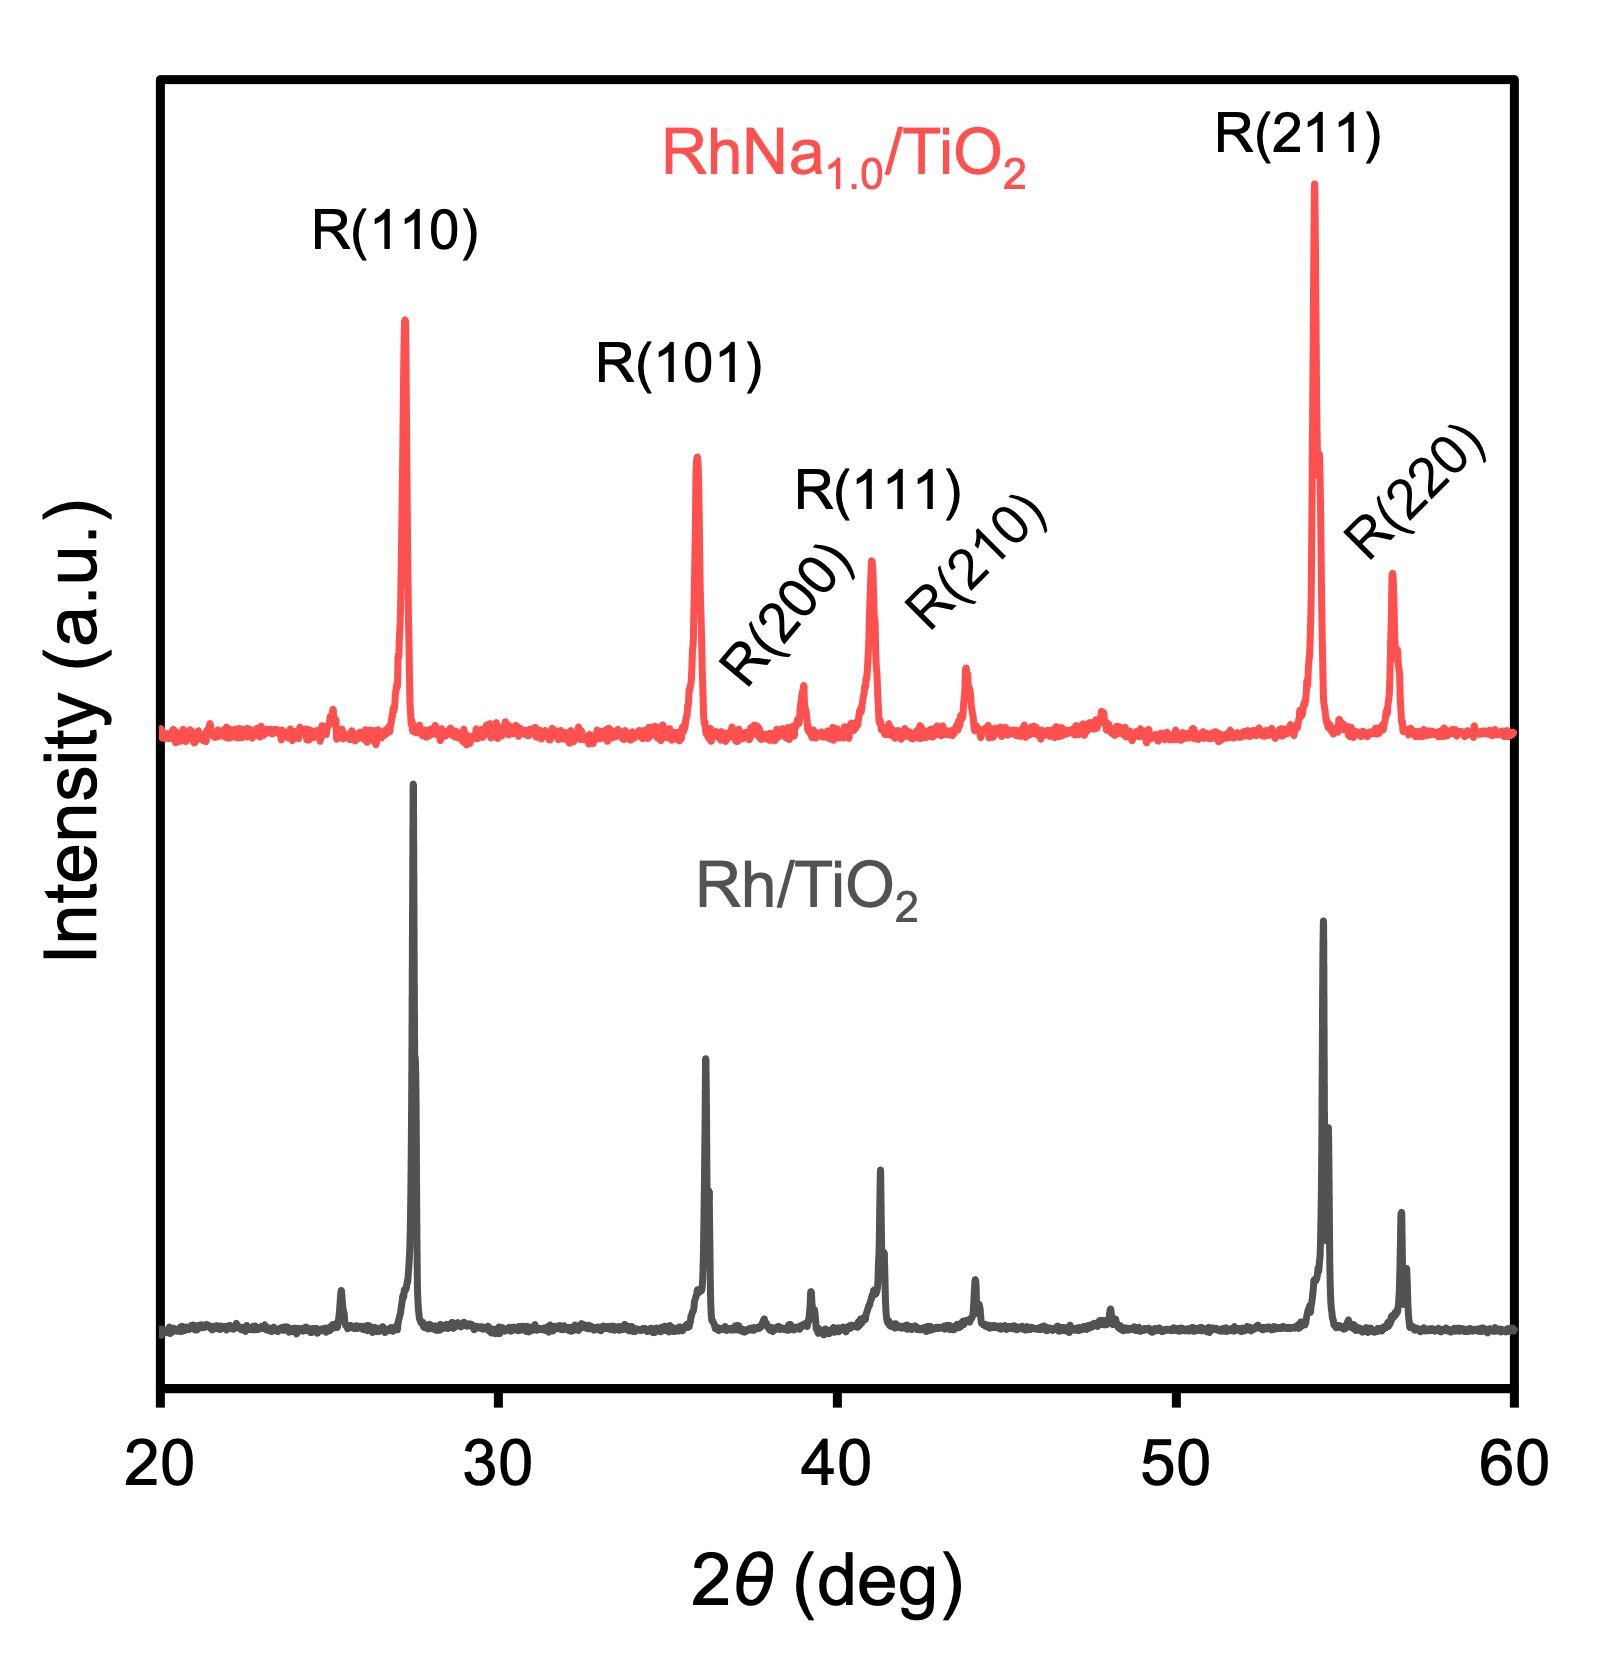 RhNa₁.₀/TiO₂
R(211)
R(110)
R(101)
R(111)
R(220)
R(210)
R(200)
Intensity (a.u.)
Rh/TiO₂
20 30 40 50 60
2θ (deg)